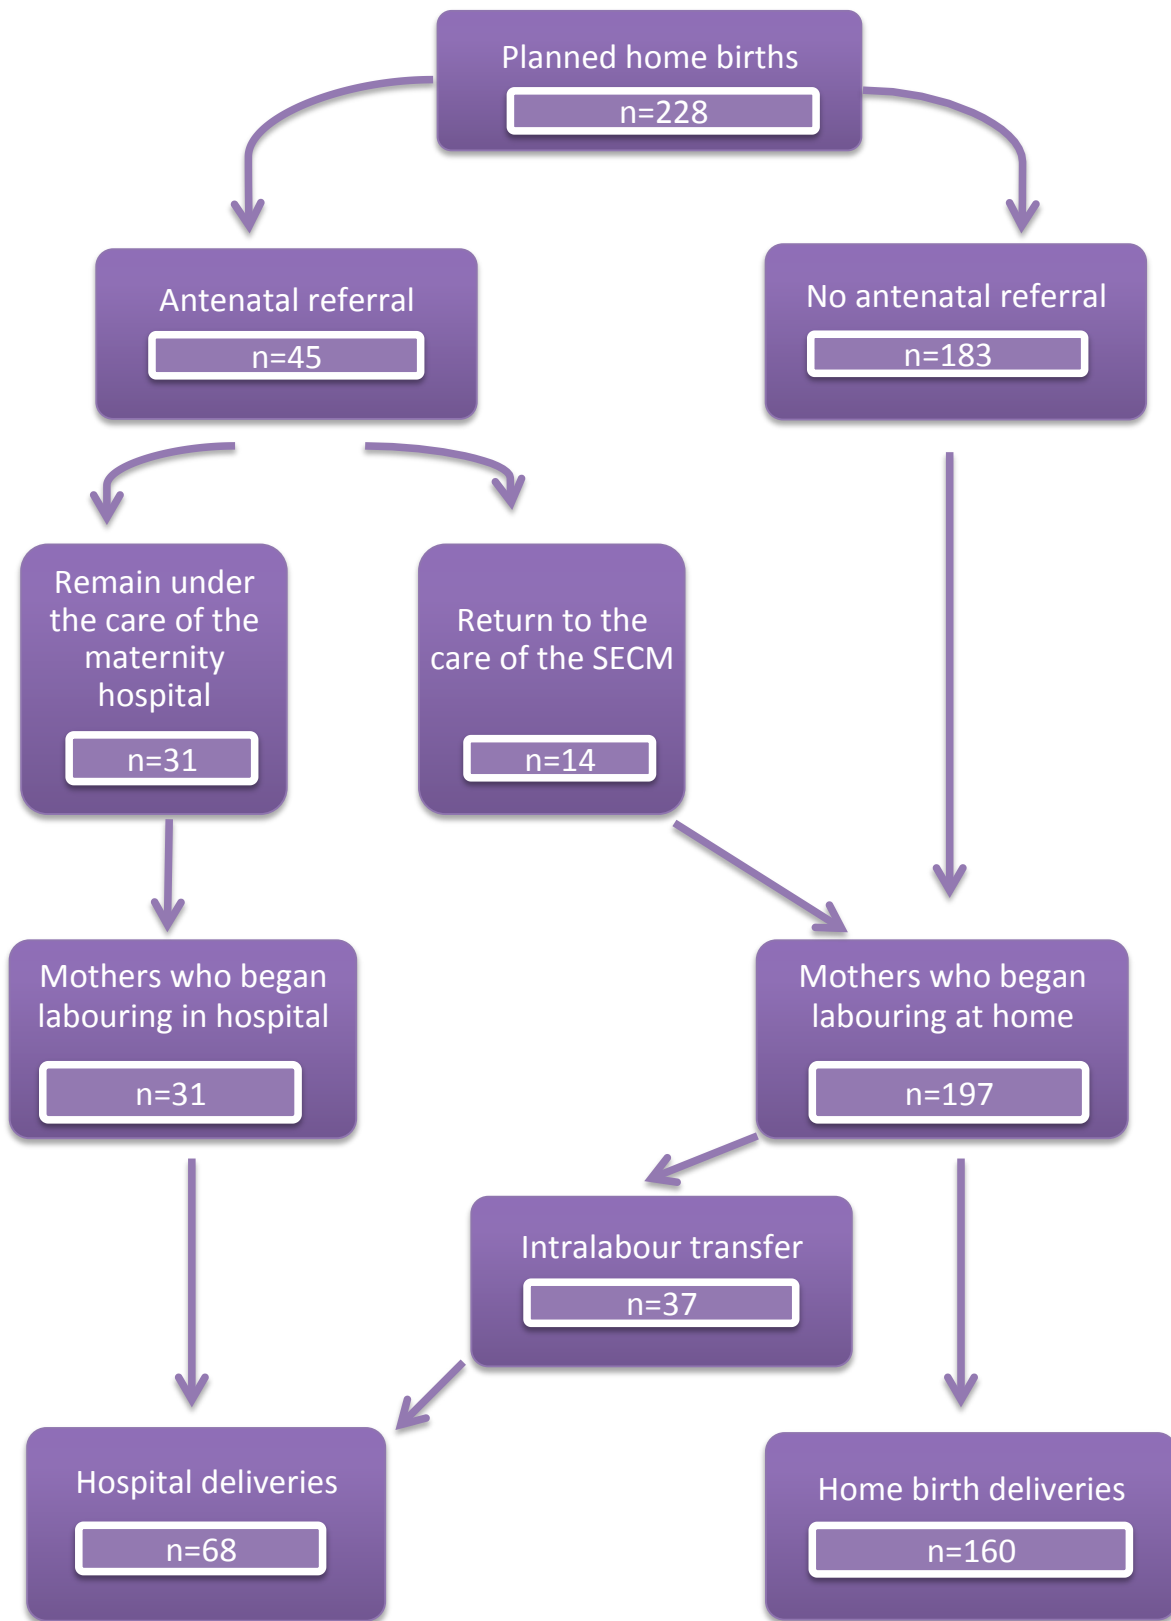 Planned home births
n=228
Antenatal referral
n=45
No antenatal referral
n=183
Remain under
the care of the
maternity
hospital
n=31
Return to the
care of the SECM
n=14
Mothers who began
labouring in hospital
n=31
Mothers who began
labouring at home
n=197
Intralabour transfer
n=37
Hospital deliveries
n=68
Home birth deliveries
n=160